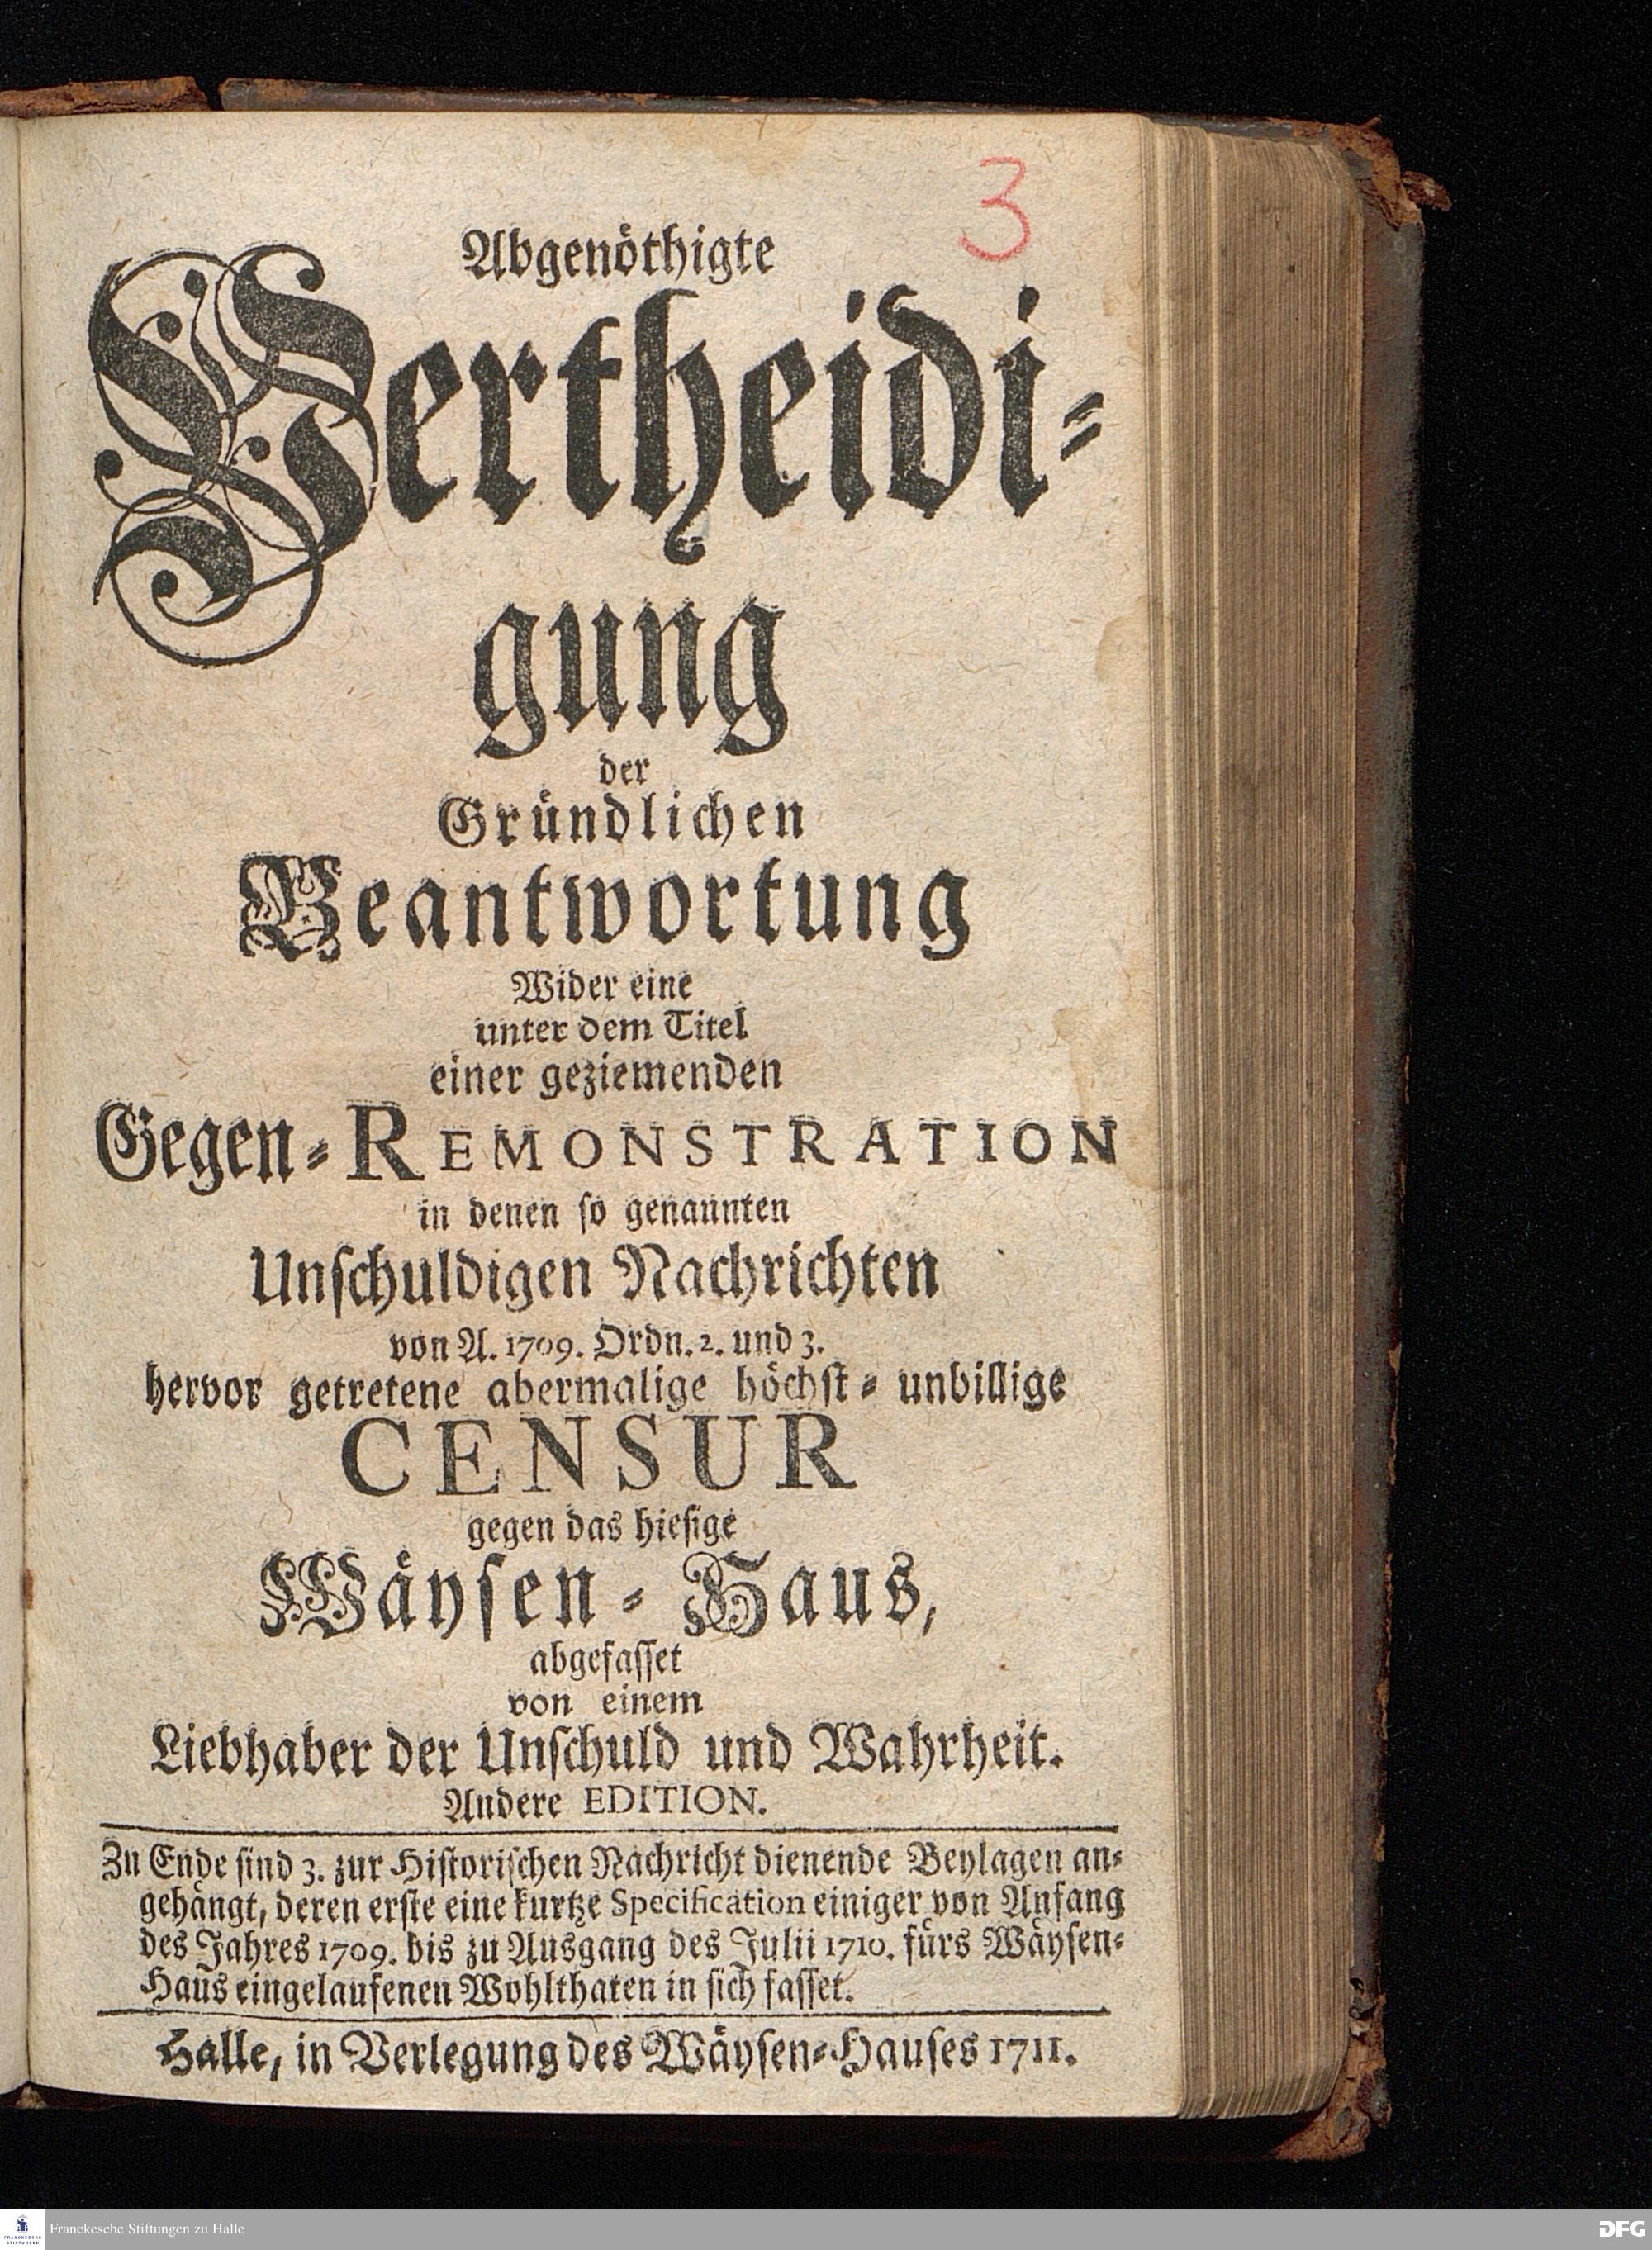 3
Abgenöthigte
Vertheidi-
gung
der
Gründlichen
Beantwortung
Wider eine
unter dem Titel
einer geziemenden
Gegen-REMONSTRATION
in denen so genannten
Unschuldigen Nachrichten
von A. 1709. Ordn. 2. und 3.
hervor getretene abermalige höchst-unbillige
CENSUR
gegen das hiesige
Wäysen-Haus,
abgefasset
von einem
Liebhaber der Unschuld und Wahrheit.
Andere EDITION.
Zu Ende sind 3. zur Historischen Nachricht dienende Beylagen an-
gehängt, deren erste eine kurtze Specification einiger von Anfang
des Jahres 1709. bis zu Ausgang des Julii 1710. fürs Wäysen-
Haus eingelaufenen Wohlthaten in sich fasset.
Halle, in Verlegung des Wäysen-Hauses 1711.
FRANCKESCHE
STIFTUNGEN
Franckesche Stiftungen zu Halle
DFG